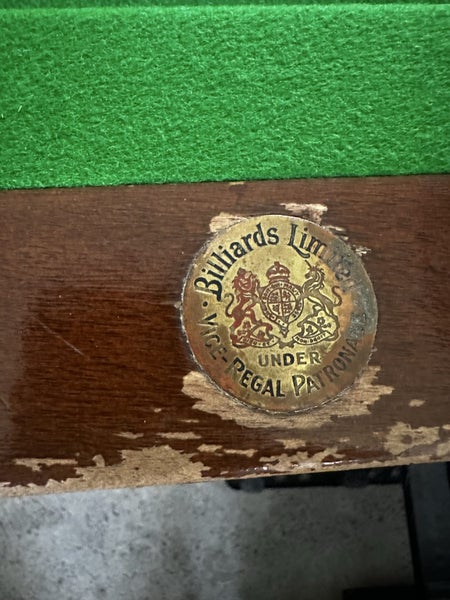 Billiards Limited
UNDER
VICE-REGAL PATRONAGE